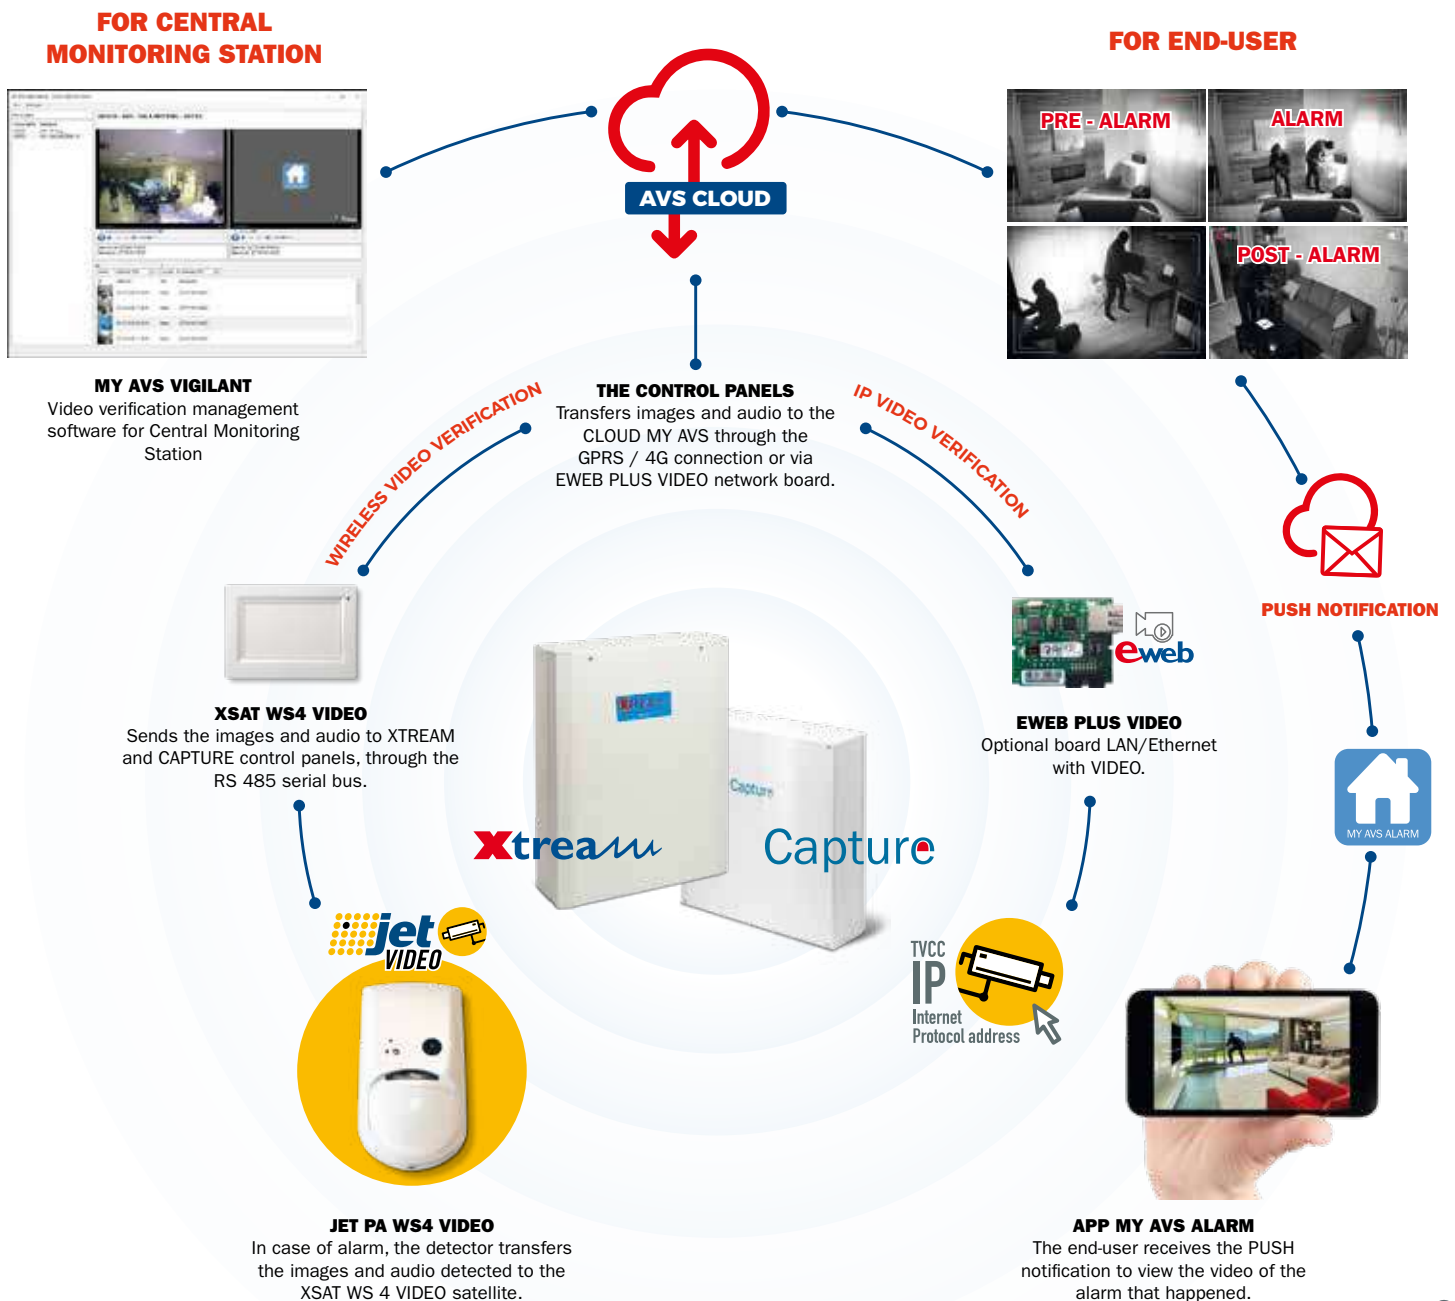 FOR CENTRAL
MONITORING STATION
FOR END-USER
AVS CLOUD
PRE - ALARM
ALARM
POST - ALARM
MY AVS VIGILANT
Video verification management
software for Central Monitoring
Station
THE CONTROL PANELS
Transfers images and audio to the
CLOUD MY AVS through the
GPRS / 4G connection or via
EWEB PLUS VIDEO network board.
WIRELESS VIDEO VERIFICATION
IP VIDEO VERIFICATION
PUSH NOTIFICATION
XSAT WS4 VIDEO
Sends the images and audio to XTREAM
and CAPTURE control panels, through the
RS 485 serial bus.
eweb
EWEB PLUS VIDEO
Optional board LAN/Ethernet
with VIDEO.
MY AVS ALARM
Capture
Xtream
Capture
jet
VIDEO
TVCC
IP
Internet
Protocol address
JET PA WS4 VIDEO
In case of alarm, the detector transfers
the images and audio detected to the
XSAT WS 4 VIDEO satellite.
APP MY AVS ALARM
The end-user receives the PUSH
notification to view the video of the
alarm that happened.